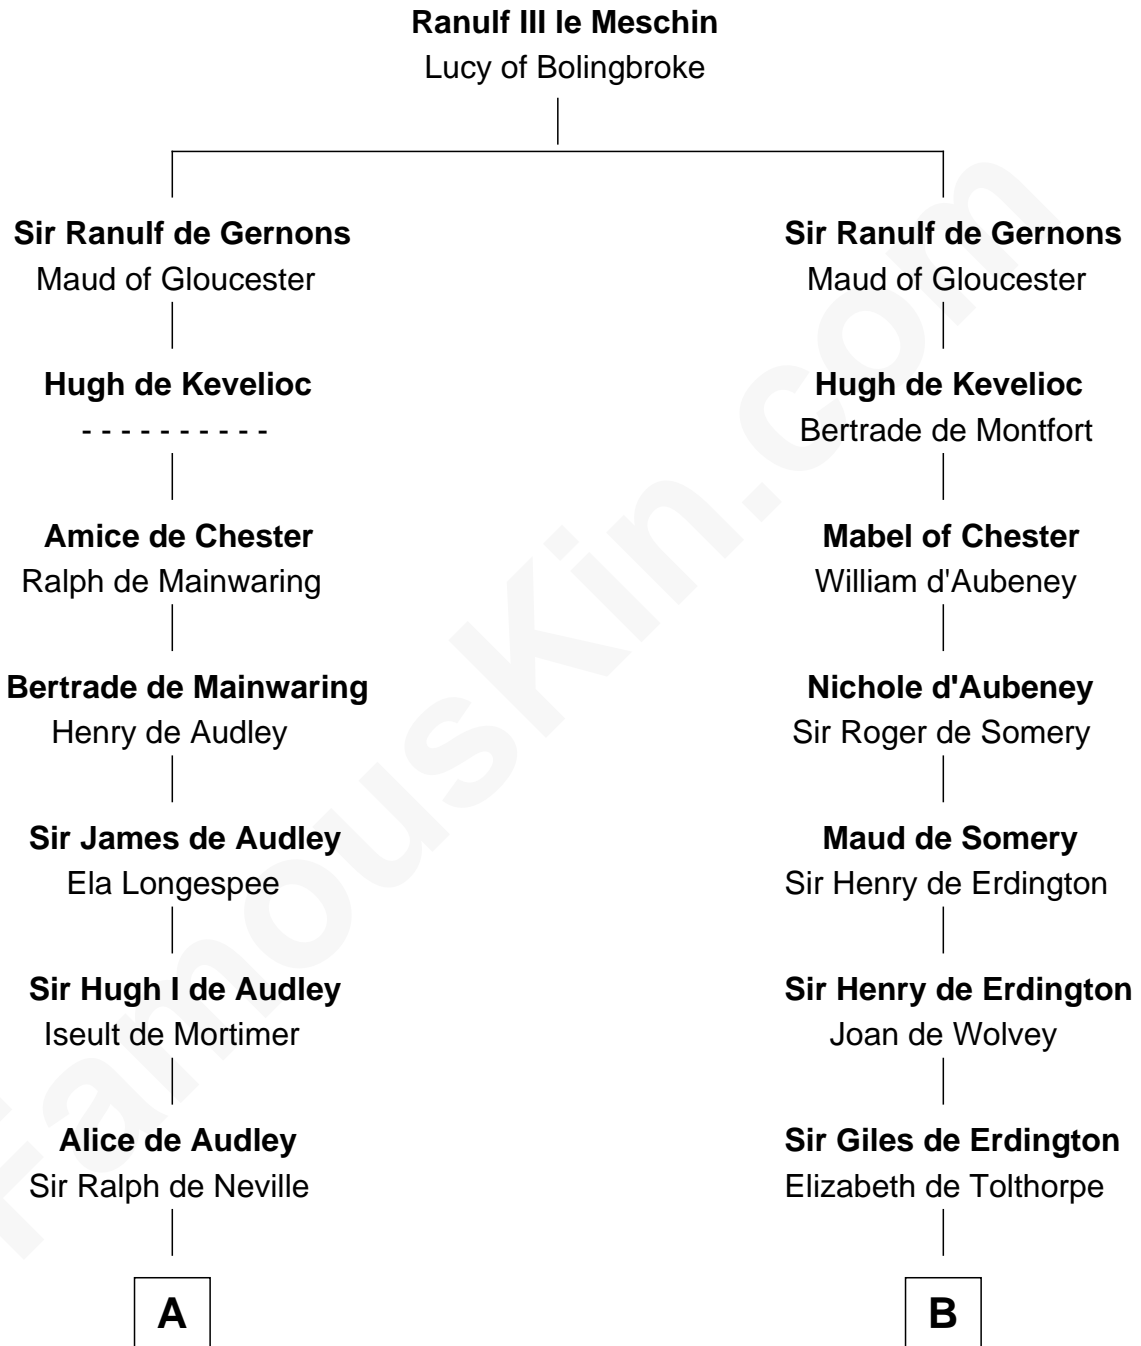 Ranulf III le Meschin
Lucy of Bolingbroke
Sir Ranulf de Gernons
Maud of Gloucester
Hugh de Kevelioc
- - - - - - - - - -
Amice de Chester
Ralph de Mainwaring
Bertrade de Mainwaring
Henry de Audley
Sir James de Audley
Ela Longespee
Sir Hugh I de Audley
Iseult de Mortimer
Alice de Audley
Sir Ralph de Neville
A
Sir Ranulf de Gernons
Maud of Gloucester
Hugh de Kevelioc
Bertrade de Montfort
Mabel of Chester
William d'Aubeney
Nichole d'Aubeney
Sir Roger de Somery
Maud de Somery
Sir Henry de Erdington
Sir Henry de Erdington
Joan de Wolvey
Sir Giles de Erdington
Elizabeth de Tolthorpe
B
FamousKin.com